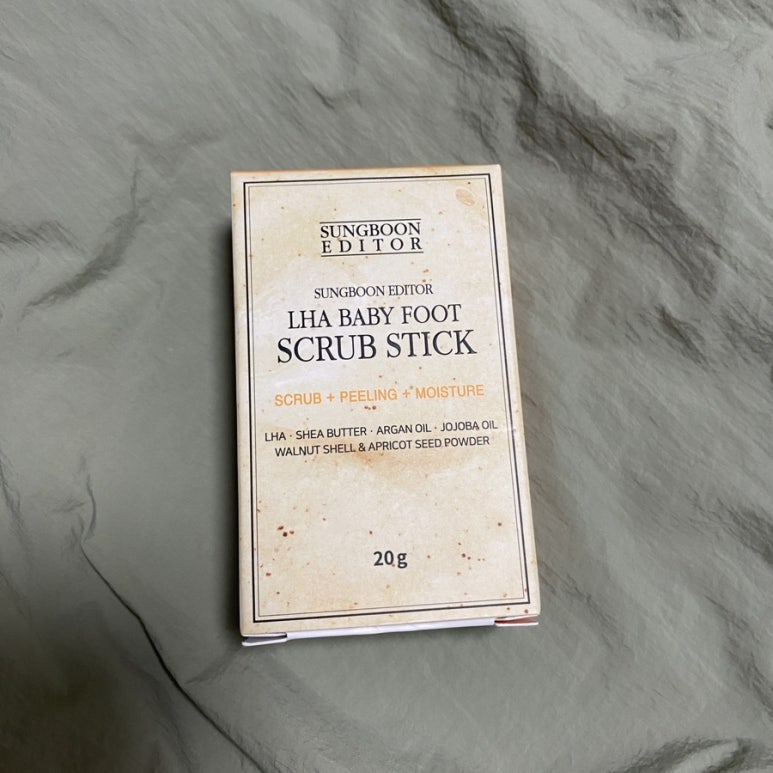 SUNGBOON
EDITOR
SUNGBOON EDITOR
LHA BABY FOOT
SCRUB STICK
SCRUB + PEELING + MOISTURE
LHA · SHEA BUTTER · ARGAN OIL · JOJOBA OIL
WALNUT SHELL & APRICOT SEED POWDER
20g